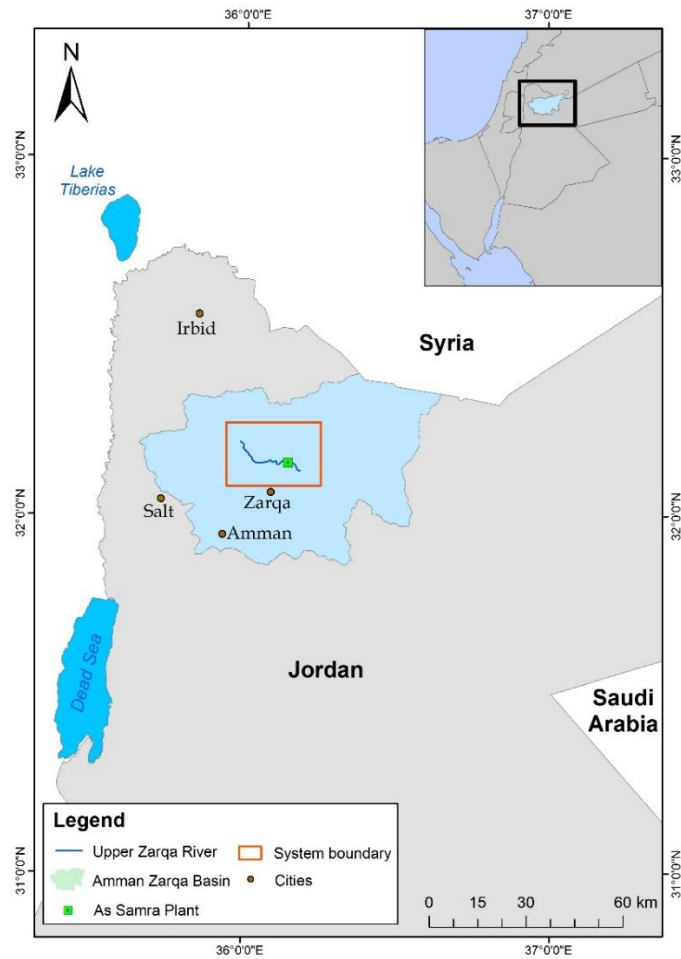 36°0'0"E
37°0'0"E
N
33°0'0"N
33°0'0"N
Lake
Tiberias
Irbid
Syria
32°0'0"N
32°0'0"N
Salt
Zarqa
Amman
Dead Sea
Jordan
Saudi
Arabia
Legend
Upper Zarqa River
System boundary
Amman Zarqa Basin
Cities
As Samra Plant
31°0'0"N
31°0'0"N
0 15 30 60 km
36°0'0"E
37°0'0"E